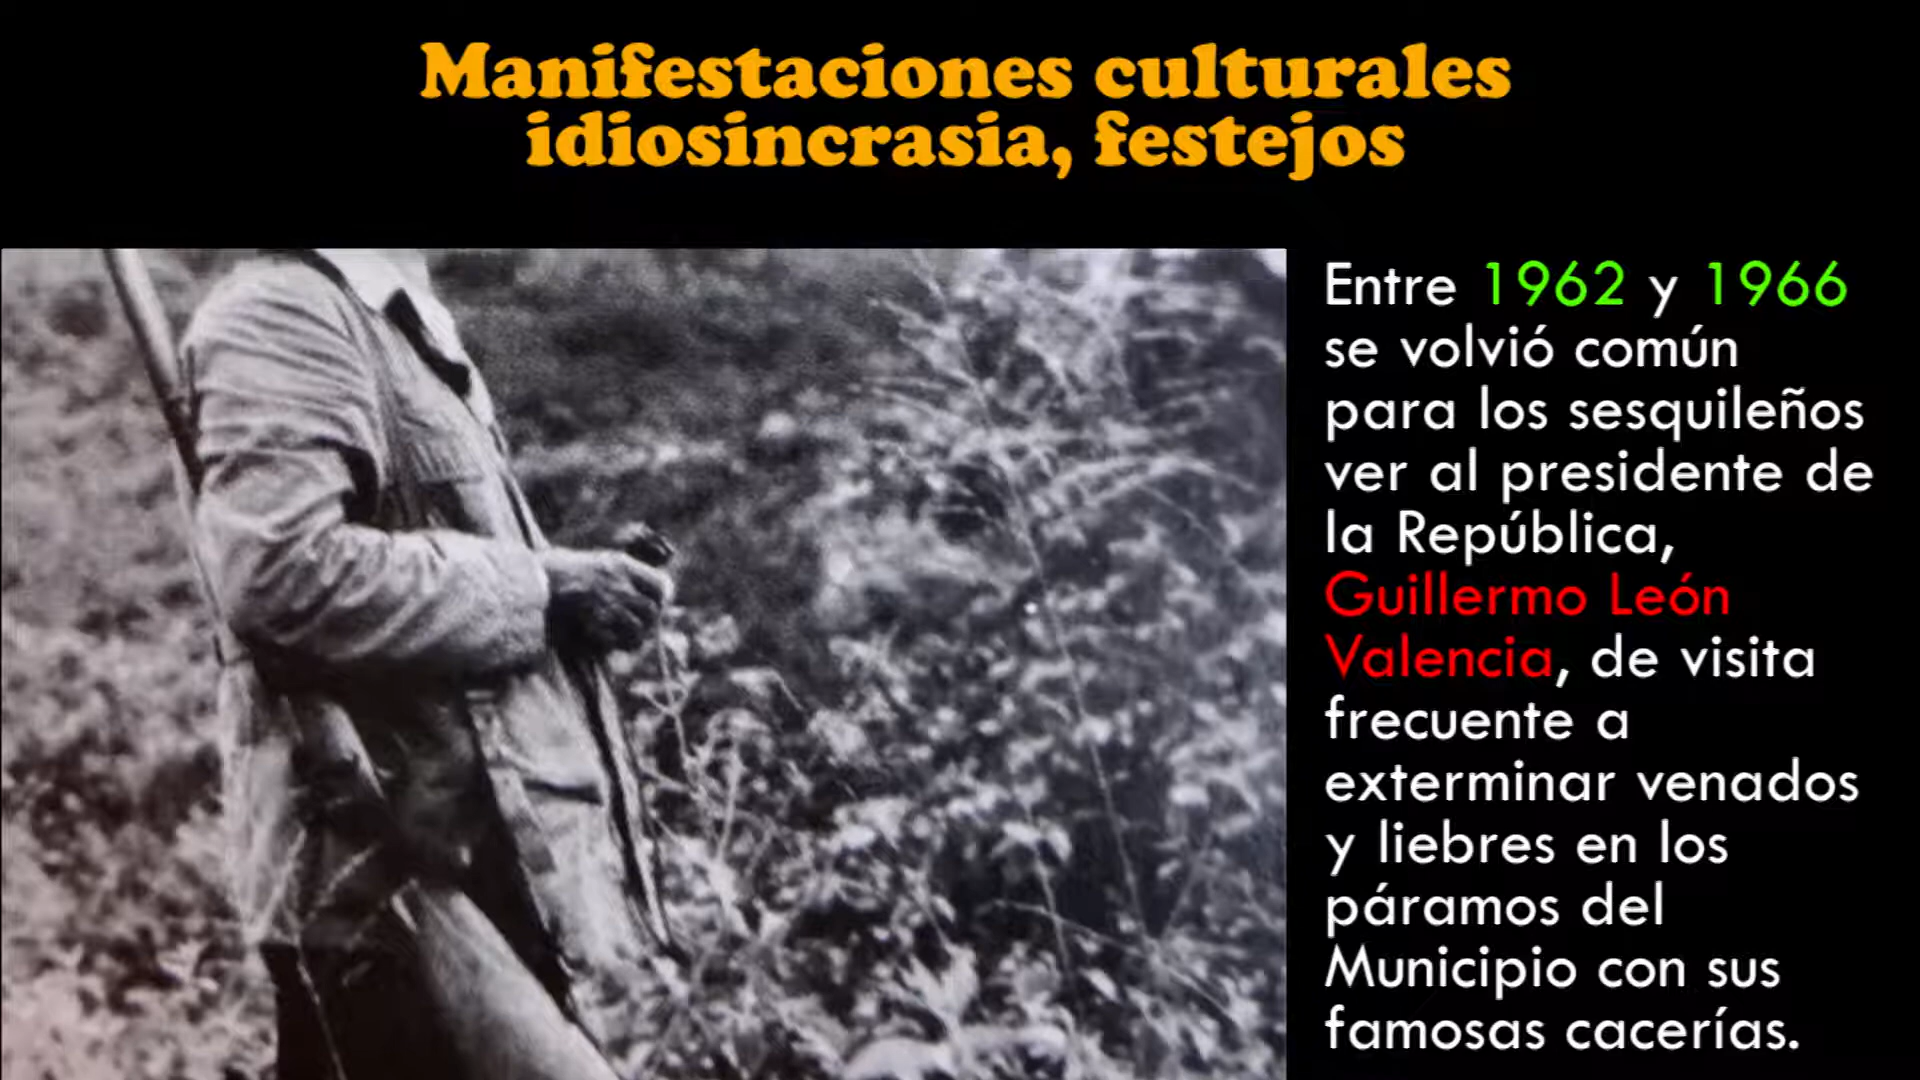 Manifestaciones culturales
idiosincrasia, festejos
Entre 1962 y 1966
se volvió común
para los sesquileños
ver al presidente de
la República,
Guillermo León
Valencia, de visita
frecuente a
exterminar venados
y liebres en los
páramos del
Municipio con sus
famosas cacerías.